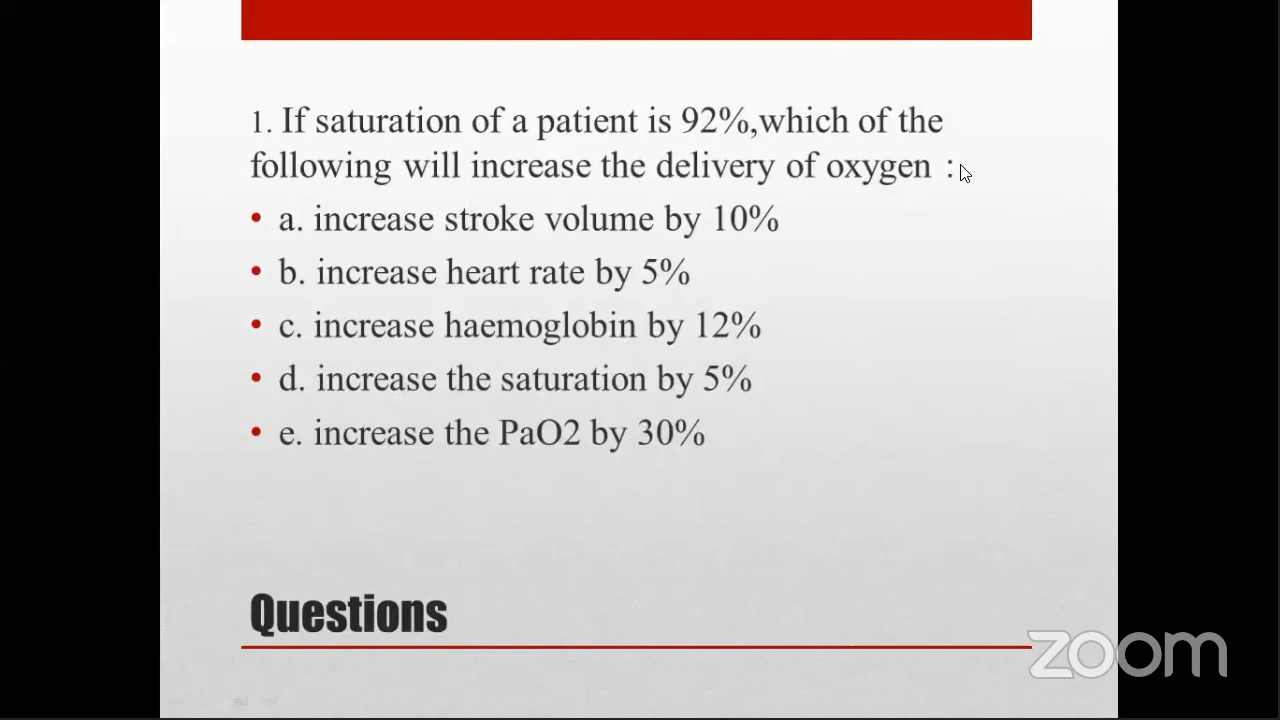 1. If saturation of a patient is 92%,which of the
following will increase the delivery of oxygen :
• a. increase stroke volume by 10%
• b. increase heart rate by 5%
• c. increase haemoglobin by 12%
• d. increase the saturation by 5%
• e. increase the PaO2 by 30%
Questions
zoom